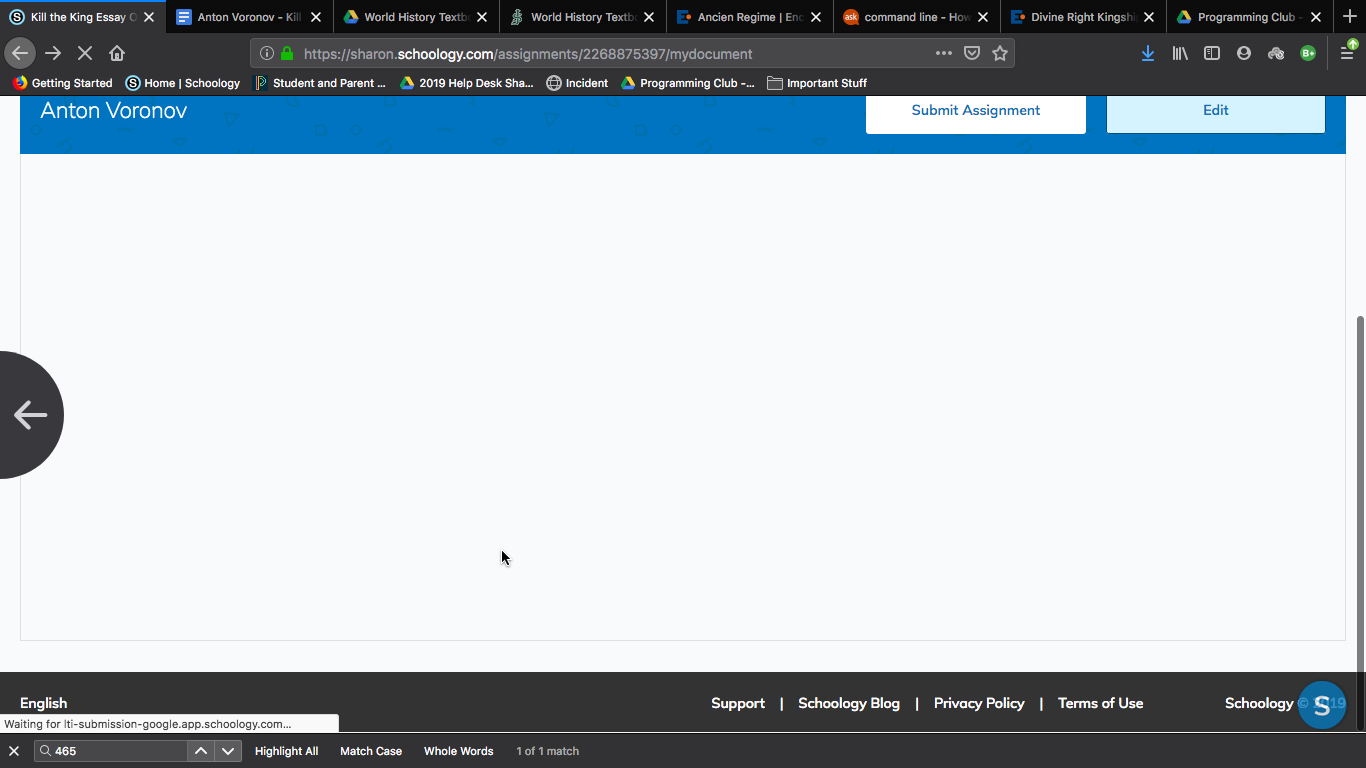 Kill the King Essay Anton Voronov - Kil World History Textb World History Textb Ancien Regime | Enc ask command line - How Divine Right Kingshi Programming Club -
https://sharon.schoology.com/assignments/2268875397/mydocument B+
Getting Started S Home | Schoology Student and Parent ... 2019 Help Desk Sha... Incident Programming Club -... Important Stuff
Anton Voronov Submit Assignment Edit
English Support | Schoology Blog | Privacy Policy | Terms of Use Schoology © 2019 S
Waiting for lti-submission-google.app.schoology.com...
465 Highlight All Match Case Whole Words 1 of 1 match